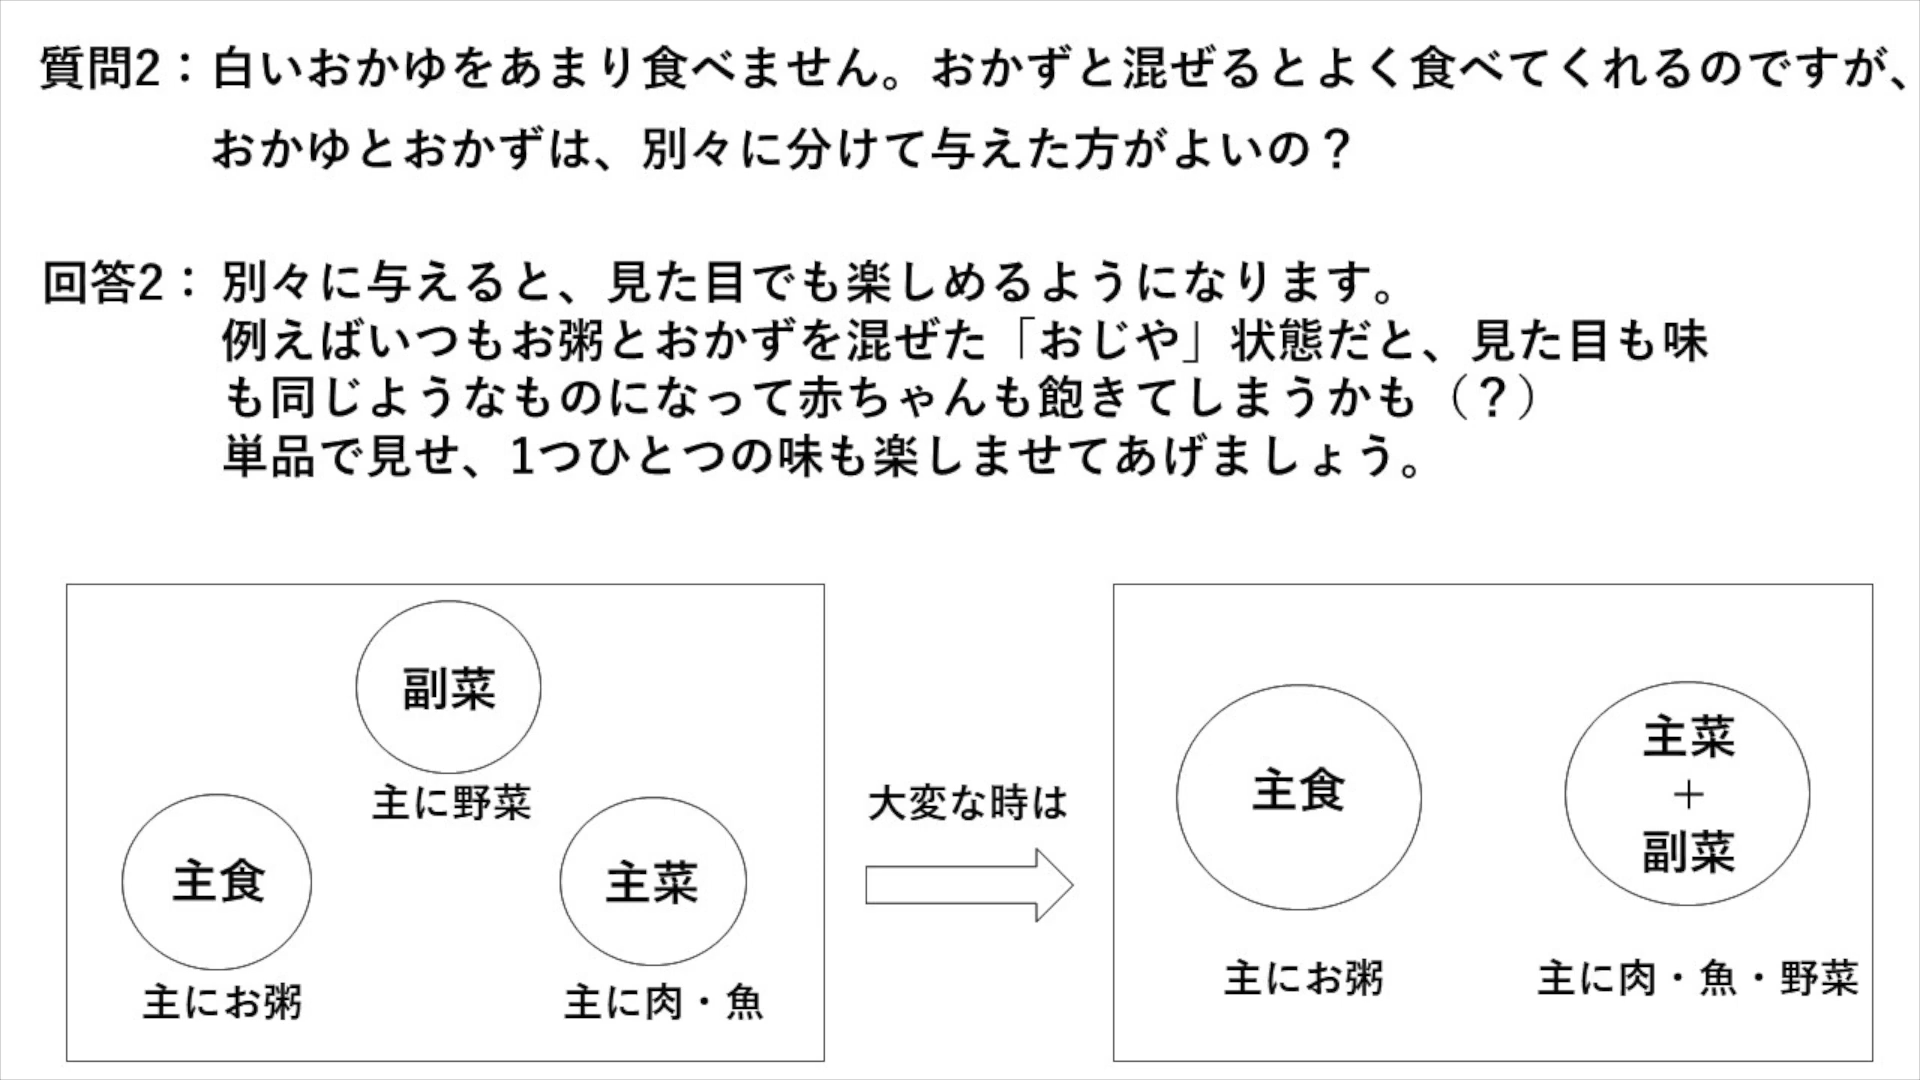 質問2：白いおかゆをあまり食べません。おかずと混ぜるとよく食べてくれるのですが、
おかゆとおかずは、別々に分けて与えた方がよいの？
回答2： 別々に与えると、見た目でも楽しめるようになります。
例えばいつもお粥とおかずを混ぜた「おじや」状態だと、見た目も味
も同じようなものになって赤ちゃんも飽きてしまうかも（？）
単品で見せ、1つひとつの味も楽しませてあげましょう。
副菜
主に野菜
主食
主にお粥
主菜
主に肉・魚
大変な時は
主食
主にお粥
主菜
＋
副菜
主に肉・魚・野菜